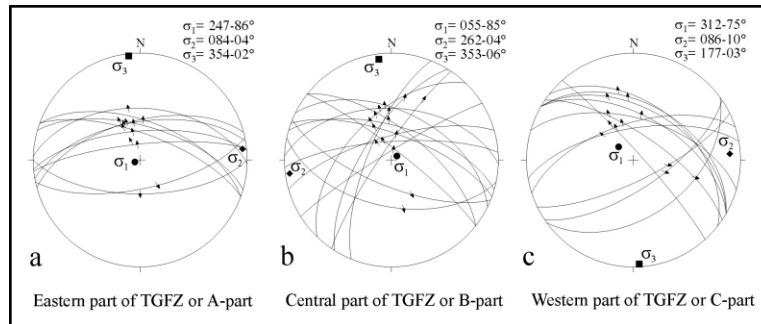 σ1= 247-86°
σ2= 084-04°
σ3= 354-02°
N
σ3
σ1
σ2
a
Eastern part of TGFZ or A-part
σ1= 055-85°
σ2= 262-04°
σ3= 353-06°
N
σ3
σ2
σ1
b
Central part of TGFZ or B-part
σ1= 312-75°
σ2= 086-10°
σ3= 177-03°
N
σ1
σ2
σ3
c
Western part of TGFZ or C-part